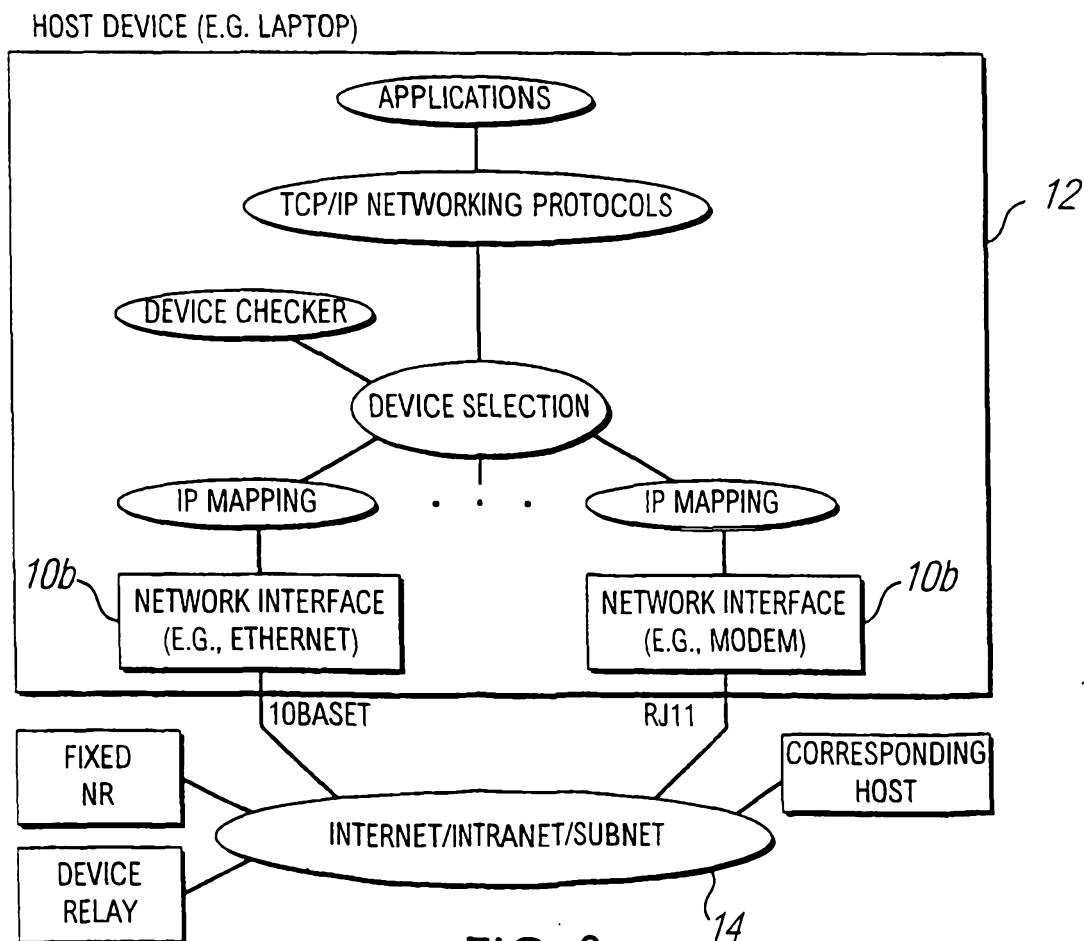 HOST DEVICE (E.G. LAPTOP)
APPLICATIONS
TCP/IP NETWORKING PROTOCOLS
12
DEVICE CHECKER
DEVICE SELECTION
IP MAPPING
. . .
IP MAPPING
10b
NETWORK INTERFACE
(E.G., ETHERNET)
NETWORK INTERFACE
(E.G., MODEM)
10b
10BASET
RJ11
FIXED
NR
CORRESPONDING
HOST
INTERNET/INTRANET/SUBNET
DEVICE
RELAY
14